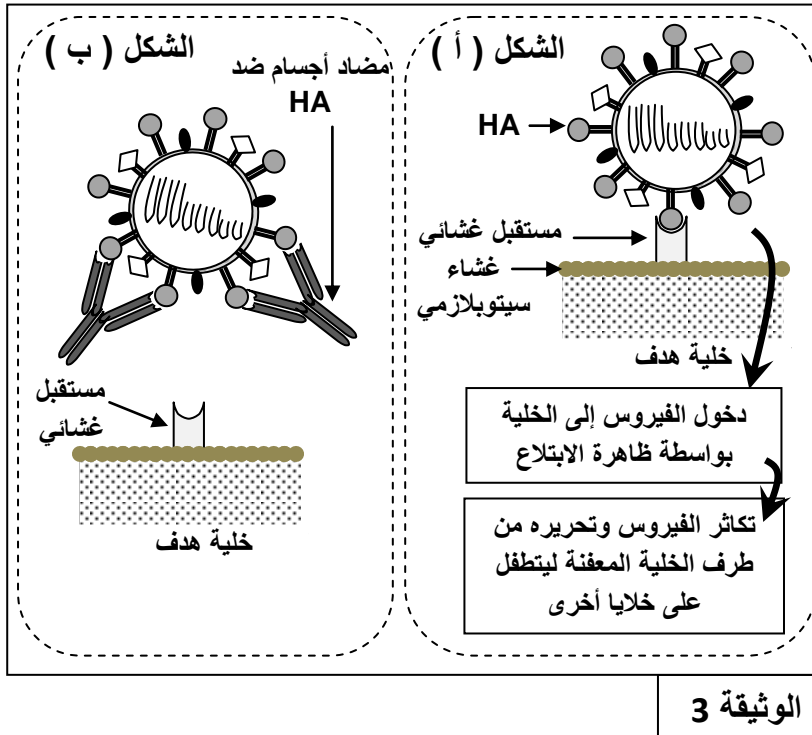 الشكل ( أ )
HA
مستقبل غشائي
غشاء
سيتوبلازمي
خلية هدف
دخول الفيروس إلى الخلية
بواسطة ظاهرة الابتلاع
تكاثر الفيروس وتحريره من
طرف الخلية المعفنة ليتطفل
على خلايا أخرى
الشكل ( ب )
مضاد أجسام ضد
HA
مستقبل
غشائي
خلية هدف
الوثيقة 3